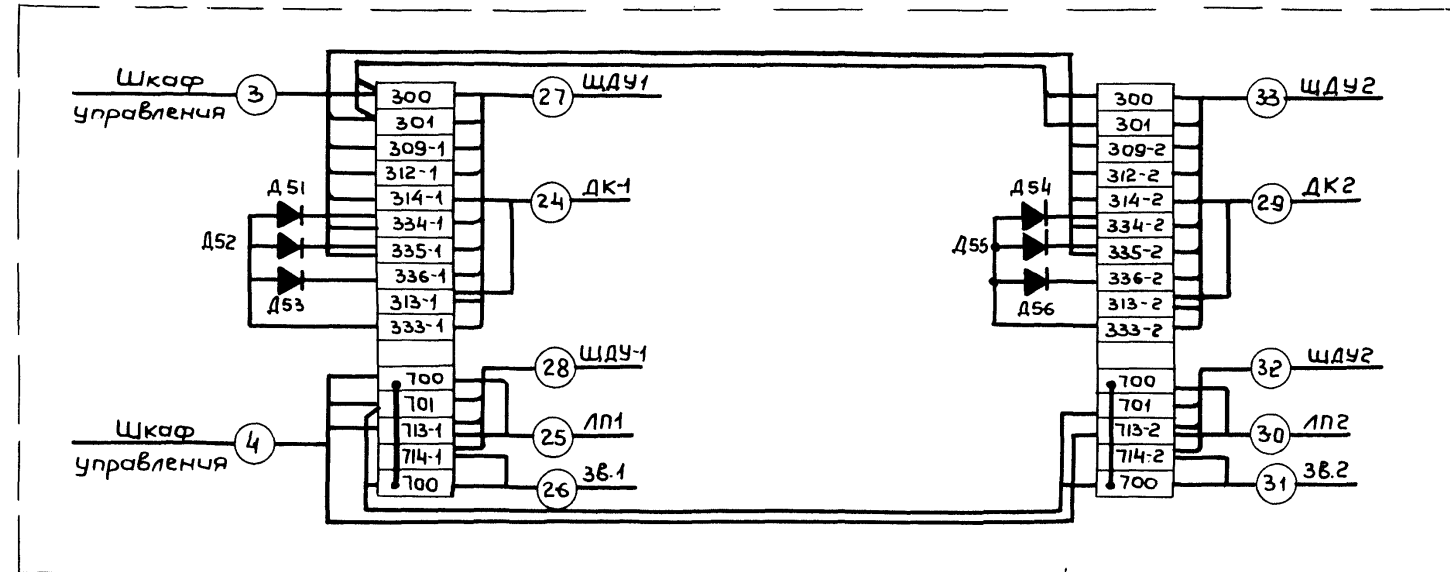 Шкаф
управления
3
300
301
309-1
312-1
314-1
334-1
335-1
336-1
313-1
333-1
700
701
713-1
714-1
700
Д51
Д52
Д53
27
ЩДУ1
24
ДК-1
28
ЩДУ-1
25
ЛП1
26
Зв.1
Шкаф
управления
4
300
301
309-2
312-2
314-2
334-2
335-2
336-2
313-2
333-2
700
701
713-2
714-2
700
Д54
Д55
Д56
33
ЩДУ2
29
ДК2
32
ЩДУ2
30
ЛП2
31
Зв.2